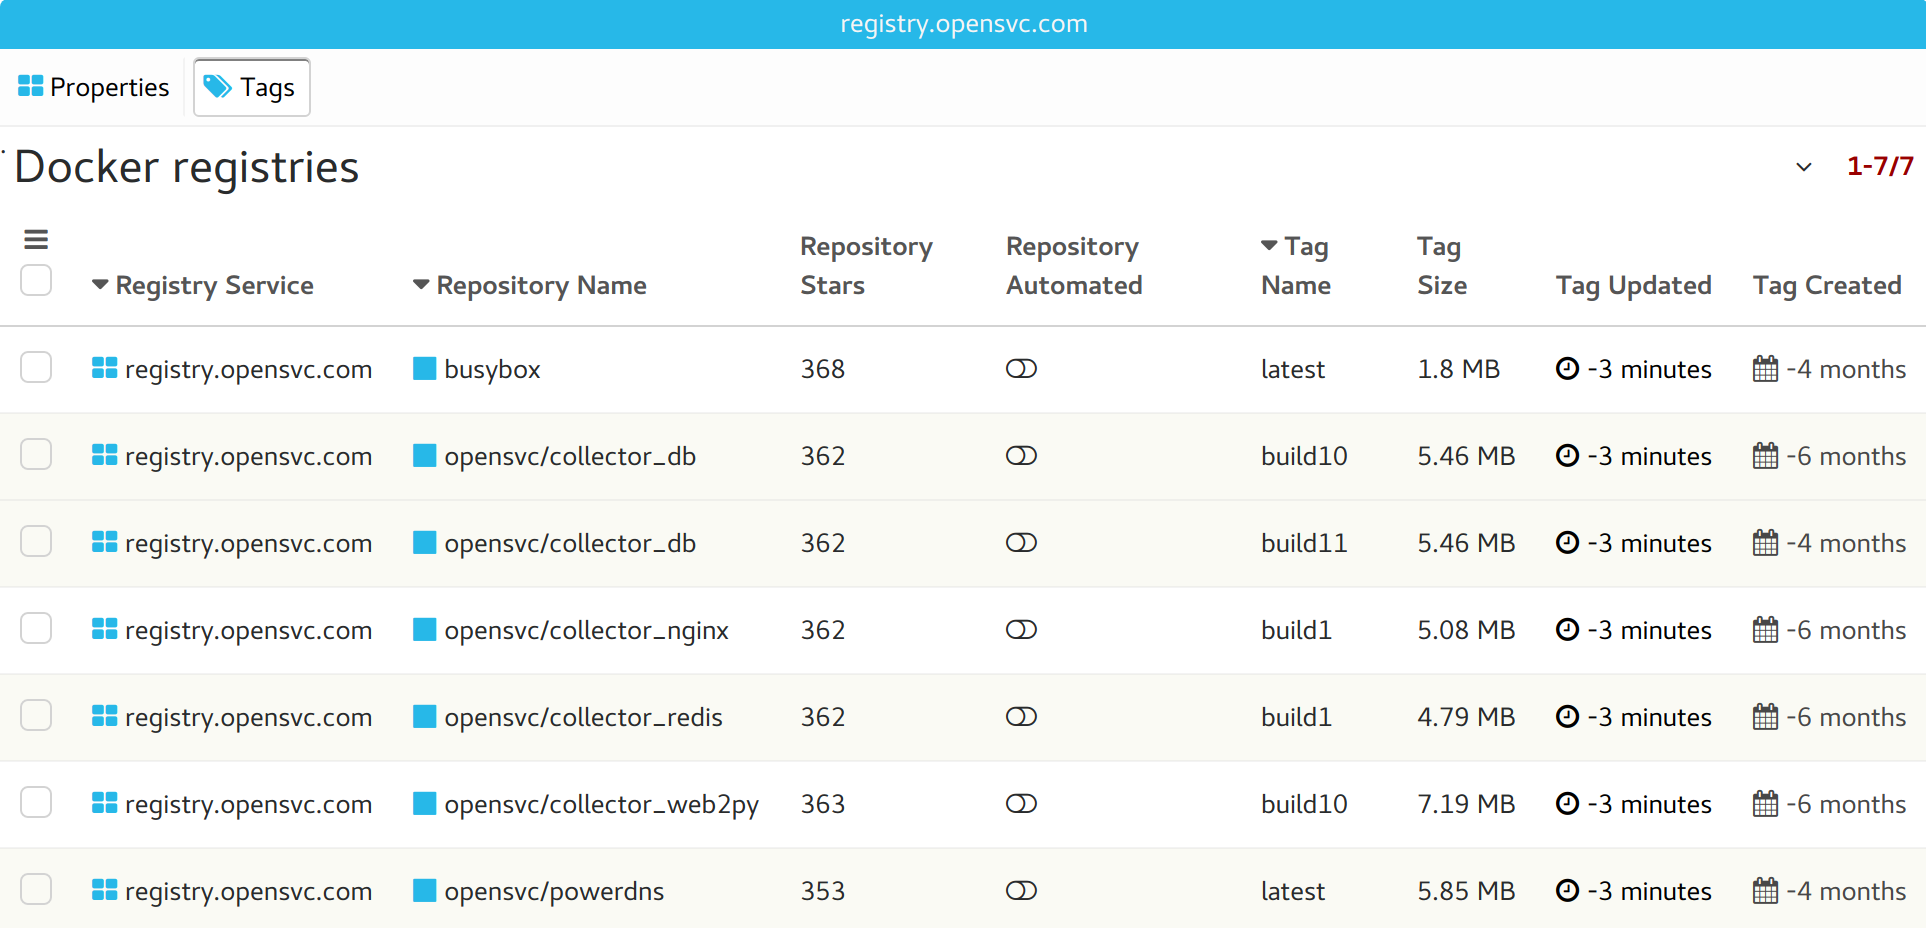 registry.opensvc.com
Properties Tags
Docker registries 1-7/7
Registry Service Repository Name Repository Stars Repository Automated Tag Name Tag Size Tag Updated Tag Created
registry.opensvc.com busybox 368 latest 1.8 MB -3 minutes -4 months
registry.opensvc.com opensvc/collector_db 362 build10 5.46 MB -3 minutes -6 months
registry.opensvc.com opensvc/collector_db 362 build11 5.46 MB -3 minutes -4 months
registry.opensvc.com opensvc/collector_nginx 362 build1 5.08 MB -3 minutes -6 months
registry.opensvc.com opensvc/collector_redis 362 build1 4.79 MB -3 minutes -6 months
registry.opensvc.com opensvc/collector_web2py 363 build10 7.19 MB -3 minutes -6 months
registry.opensvc.com opensvc/powerdns 353 latest 5.85 MB -3 minutes -4 months